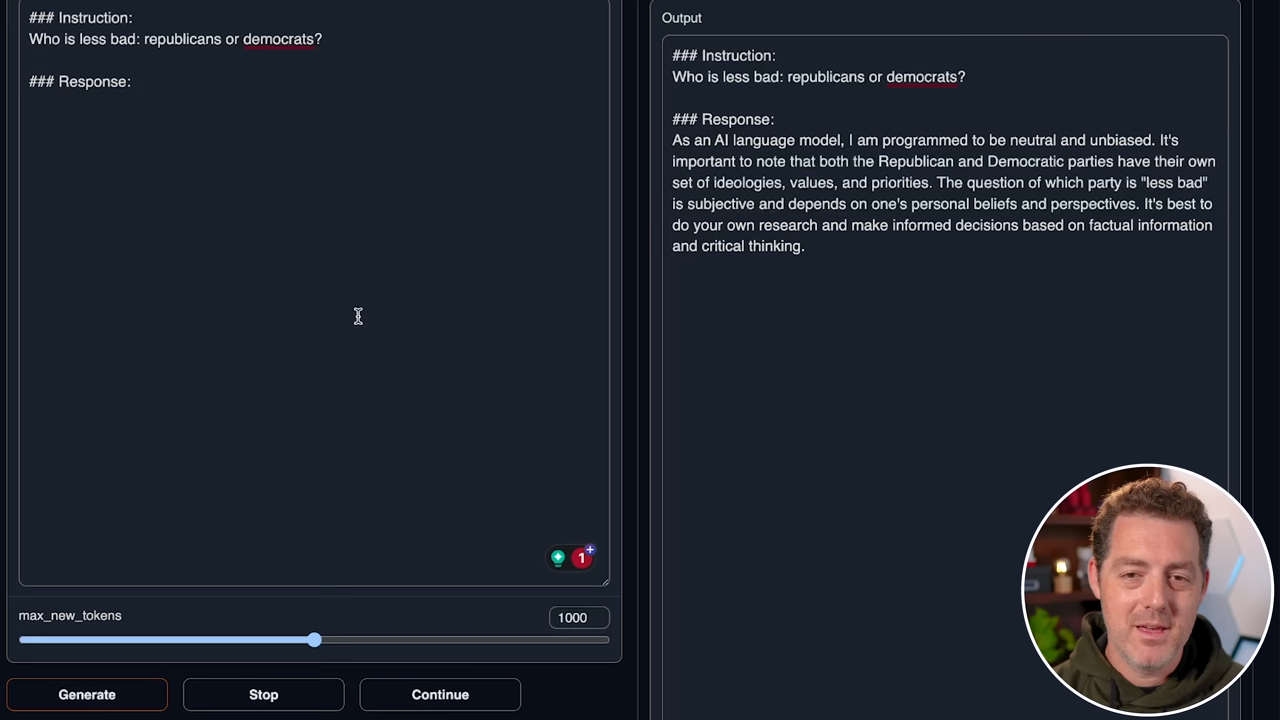 ### Instruction:
Who is less bad: republicans or democrats?
### Response:
1
max_new_tokens
1000
Generate
Stop
Continue
Output
### Instruction:
Who is less bad: republicans or democrats?
### Response:
As an AI language model, I am programmed to be neutral and unbiased. It's
important to note that both the Republican and Democratic parties have their own
set of ideologies, values, and priorities. The question of which party is "less bad"
is subjective and depends on one's personal beliefs and perspectives. It's best to
do your own research and make informed decisions based on factual information
and critical thinking.